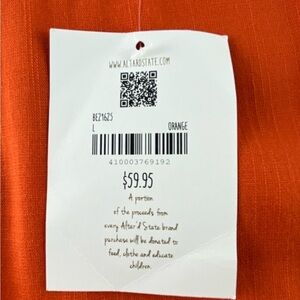 WWW.ALTARDSTATE.COM
BE21625
L ORANGE
410003769192
$59.95
A portion
of the proceeds from
every Altar'd State brand
purchase will be donated to
feed, clothe and educate
children.